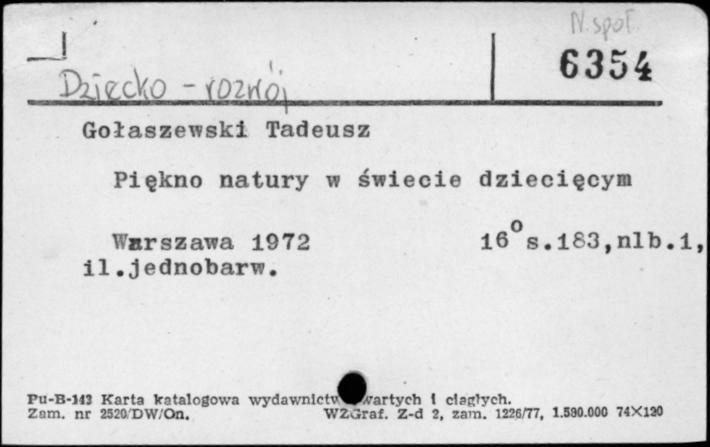 N.społ.
6354
Dziecko - rozwój
Gołaszewski Tadeusz
Piękno natury w świecie dziecięcym
Warszawa 1972 16° s.183,nlb.1,
il.jednobarw.
Pu-B-143 Karta katalogowa wydawnictw zwartych i ciągłych.
Zam. nr 2520/DW/On. WZGraf. Z-d 2, zam. 1226/77, 1.590.000 74X120